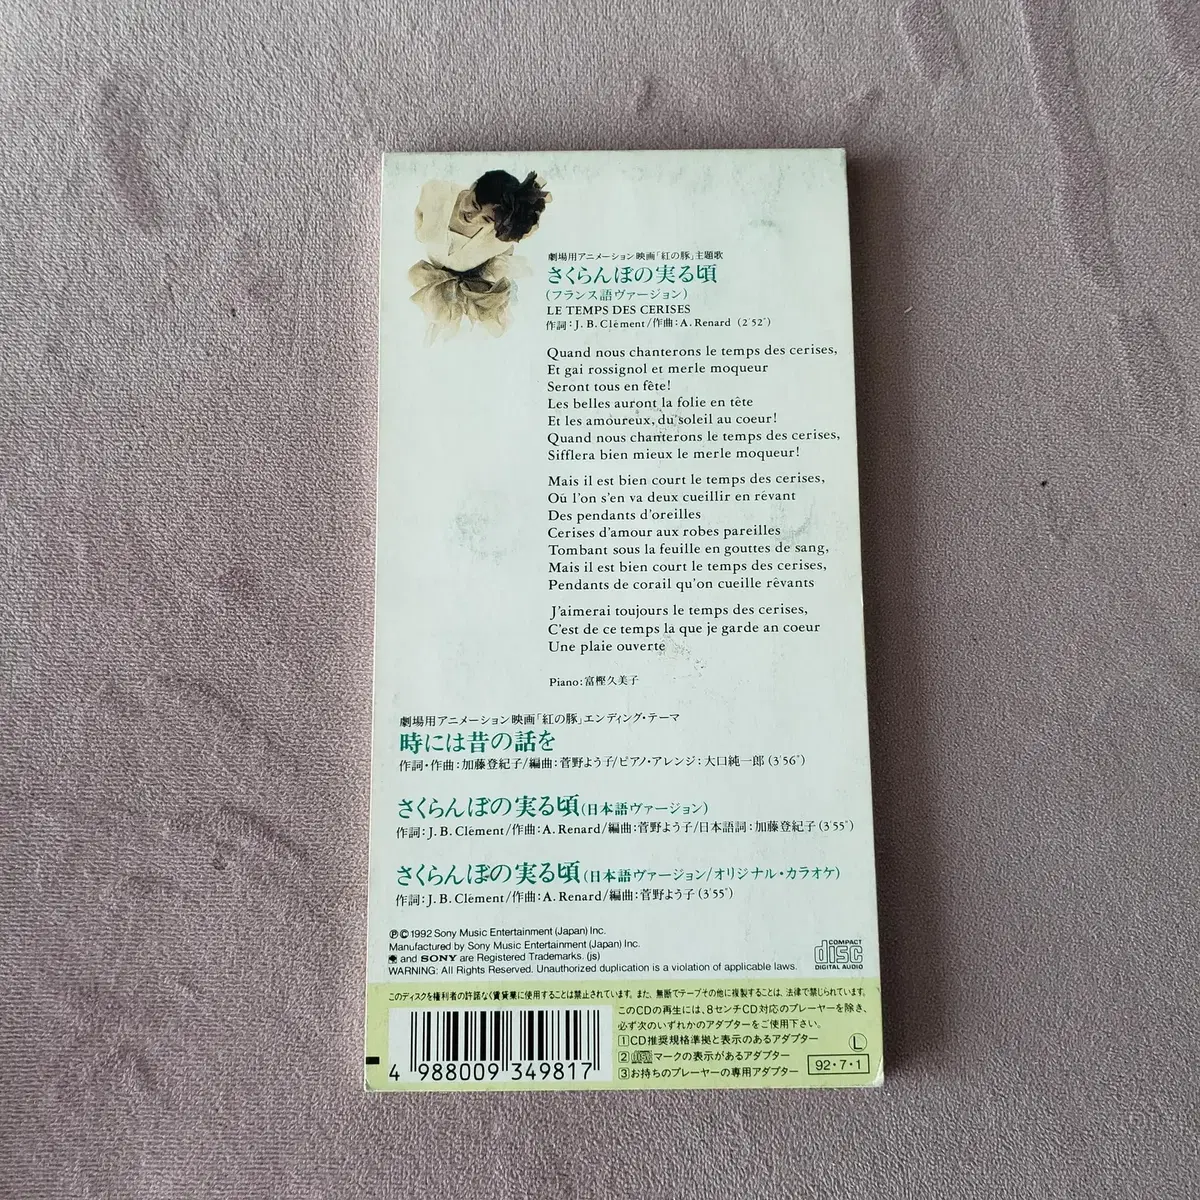 劇場用アニメーション映画「紅の豚」主題歌
さくらんぼの実る頃
(フランス語ヴァージョン)
LE TEMPS DES CERISES
作詞:J. B. Clément/作曲:A. Renard (2'52")
Quand nous chanterons le temps des cerises,
Et gai rossignol et merle moqueur
Seront tous en fête!
Les belles auront la folie en tête
Et les amoureux, du soleil au coeur!
Quand nous chanterons le temps des cerises,
Sifflera bien mieux le merle moqueur!
Mais il est bien court le temps des cerises,
Oú l'on s'en va deux cueillir en rêvant
Des pendants d'oreilles
Cerises d'amour aux robes pareilles
Tombant sous la feuille en gouttes de sang,
Mais il est bien court le temps des cerises,
Pendants de corail qu'on cueille rêvants
J'aimerai toujours le temps des cerises,
C'est de ce temps la que je garde an coeur
Une plaie ouverte
Piano:富樫久美子
劇場用アニメーション映画「紅の豚」エンディング・テーマ
時には昔の話を
作詞・作曲:加藤登紀子/編曲:菅野よう子/ピアノ・アレンジ:大口純一郎(3'56")
さくらんぼの実る頃(日本語ヴァージョン)
作詞:J. B. Clément/作曲:A. Renard/編曲:菅野よう子/日本語詞:加藤登紀子(3'55")
さくらんぼの実る頃(日本語ヴァージョン/オリジナル・カラオケ)
作詞:J. B. Clément/作曲:A. Renard/編曲:菅野よう子(3'55")
℗©1992 Sony Music Entertainment (Japan) Inc.
Manufactured by Sony Music Entertainment (Japan) Inc.
and SONY are Registered Trademarks. (js)
WARNING: All Rights Reserved. Unauthorized duplication is a violation of applicable laws.
COMPACT
disc
DIGITAL AUDIO
このディスクを権利者の許諾なく賃貸業に使用することは禁止されています。また、無断でテープその他に複製することは、法律で禁じられています。
このCDの再生には、8センチCD対応のプレーヤーを除き、
必ず次のいずれかのアダプターをご使用下さい。
1CD推奨規格準拠と表示のあるアダプター
2マークの表示があるアダプター
3お持ちのプレーヤーの専用アダプター
Ⓛ
92・7・1
4 988009 349817